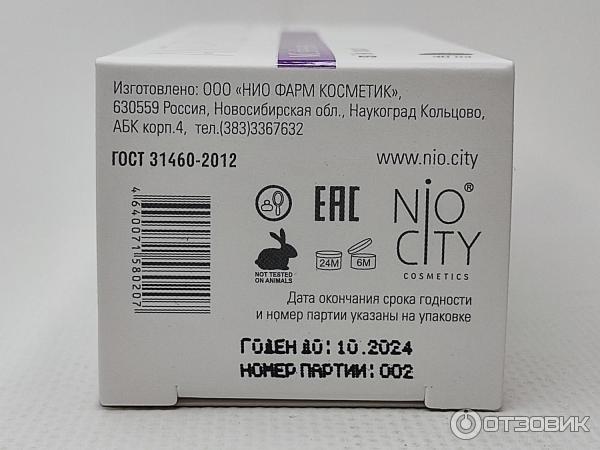 Изготовлено: ООО «НИО ФАРМ КОСМЕТИК»,
630559 Россия, Новосибирская обл., Наукоград Кольцово,
АБК корп.4, тел.(383)3367632
ГОСТ 31460-2012
www.nio.city
4640071580207
EAC
NiO®
CiTY
COSMETICS
NOT TESTED
ON ANIMALS
24M
6M
Дата окончания срока годности
и номер партии указаны на упаковке
ГОДЕН ДО: 10.2024
НОМЕР ПАРТИИ: 002
ОТЗОВИК